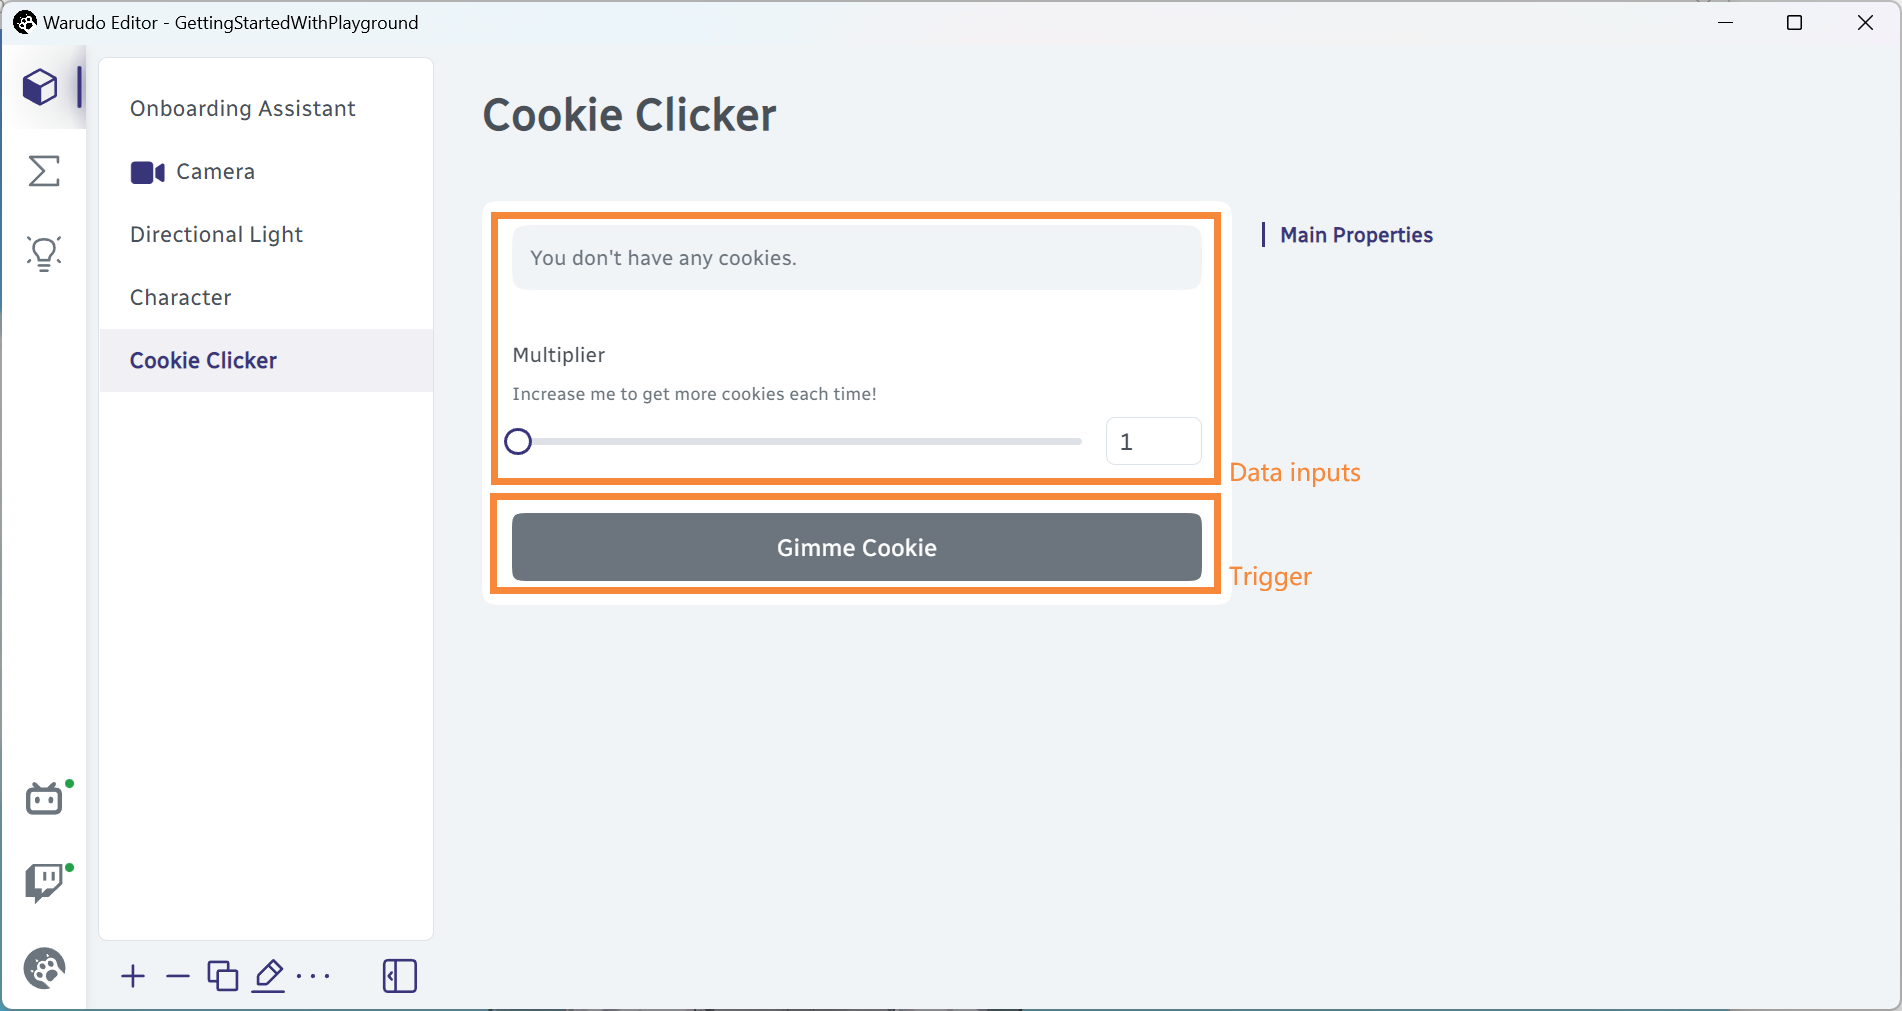 Warudo Editor - GettingStartedWithPlayground
Onboarding Assistant
Camera
Directional Light
Character
Cookie Clicker
Cookie Clicker
You don't have any cookies.
Multiplier
Increase me to get more cookies each time!
1
Data inputs
Gimme Cookie
Trigger
Main Properties